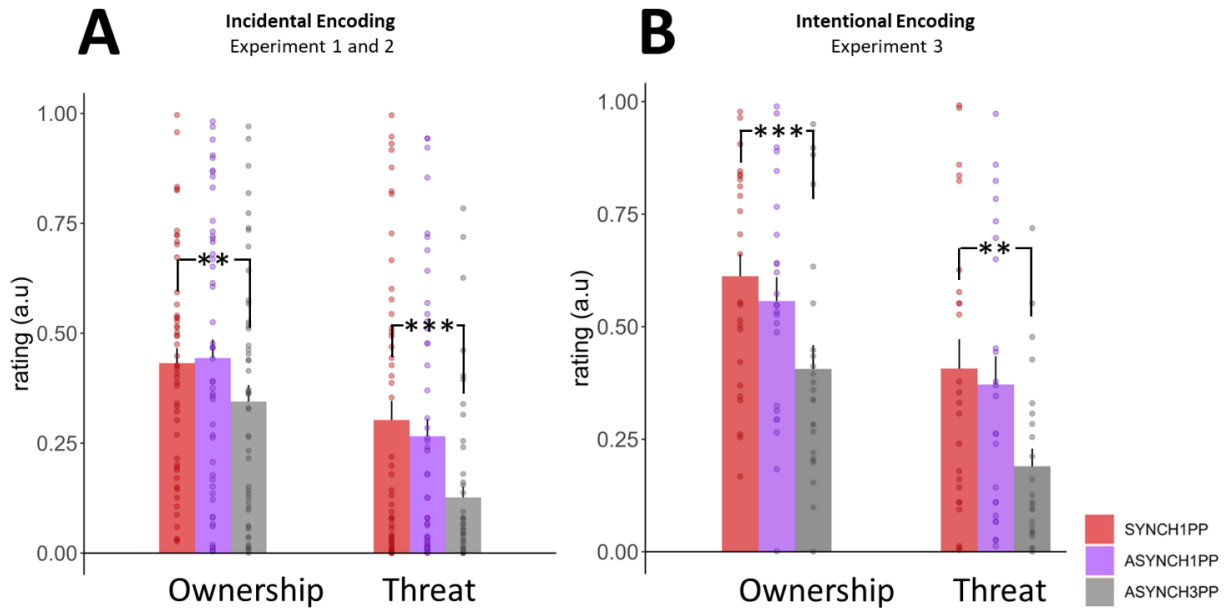 A
Incidental Encoding
Experiment 1 and 2
rating (a.u)
1.00
0.75
0.50
0.25
0.00
**
***
Ownership
Threat
B
Intentional Encoding
Experiment 3
rating (a.u)
1.00
0.75
0.50
0.25
0.00
***
**
Ownership
Threat
SYNCH1PP
ASYNCH1PP
ASYNCH3PP